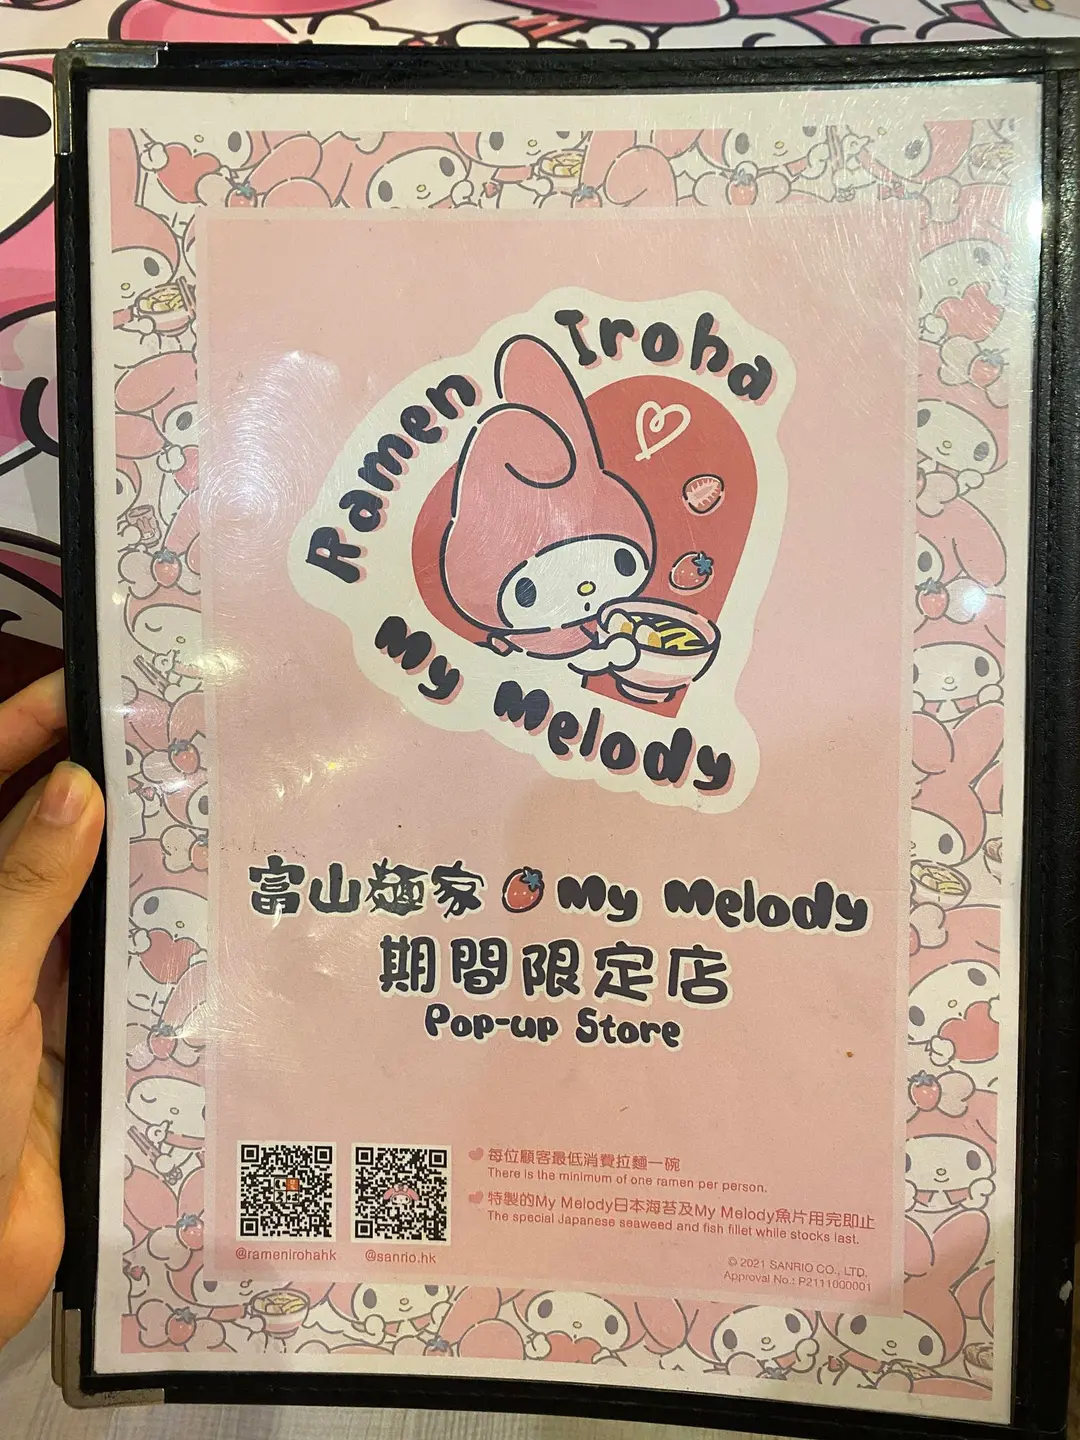 Ramen Iroha
My Melody
富山麵家 My Melody
期間限定店
Pop-up Store
每位顧客最低消費拉麵一碗
There is the minimum of one ramen per person.
特製的My Melody日本海苔及My Melody魚片用完即止
The special Japanese seaweed and fish fillet while stocks last.
@ramenirohahk
@sanrio.hk
© 2021 SANRIO CO., LTD.
Approval No.: P2111000001